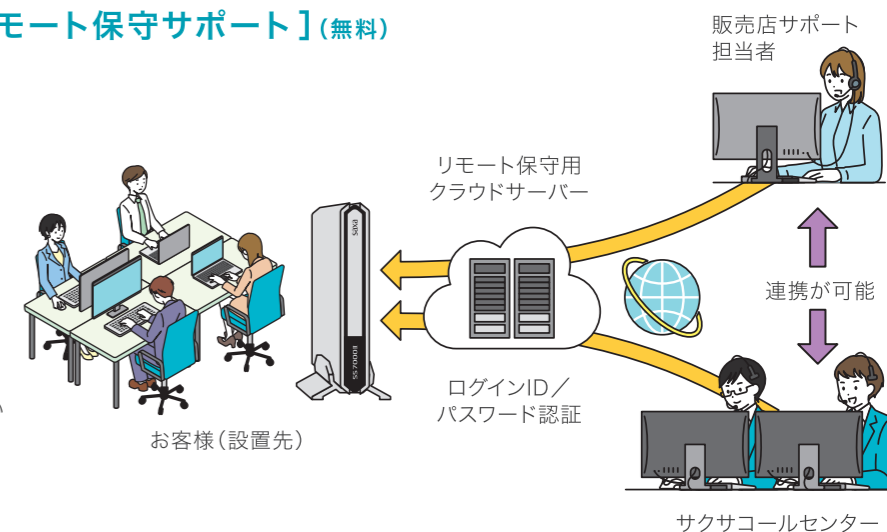 モート保守サポート](無料)
販売店サポート
担当者
リモート保守用
クラウドサーバー
saxa
SS7000II
連携が可能
ログインID／
パスワード認証
お客様(設置先)
サクサコールセンター